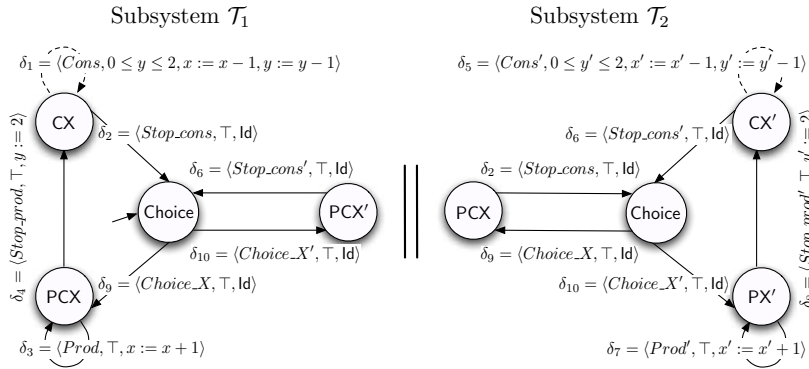 Subsystem 𝒯₁
Subsystem 𝒯₂
δ₁ = ⟨Cons, 0 ≤ y ≤ 2, x := x − 1, y := y − 1⟩
δ₅ = ⟨Cons′, 0 ≤ y′ ≤ 2, x′ := x′ − 1, y′ := y′ − 1⟩
CX
CX′
δ₂ = ⟨Stop_cons, ⊤, Id⟩
δ₆ = ⟨Stop_cons′, ⊤, Id⟩
δ₆ = ⟨Stop_cons′, ⊤, Id⟩
δ₂ = ⟨Stop_cons, ⊤, Id⟩
δ₄ = ⟨Stop_prod, ⊤, y := 2⟩
Choice
PCX′
||
PCX
Choice
= ⟨Stop_prod′, ⊤, y′ := 2⟩
δ₁₀ = ⟨Choice_X′, ⊤, Id⟩
δ₉ = ⟨Choice_X, ⊤, Id⟩
δ₉ = ⟨Choice_X, ⊤, Id⟩
δ₁₀ = ⟨Choice_X′, ⊤, Id⟩
PCX
PX′
δ₃ = ⟨Prod, ⊤, x := x + 1⟩
δ₇ = ⟨Prod′, ⊤, x′ := x′ + 1⟩